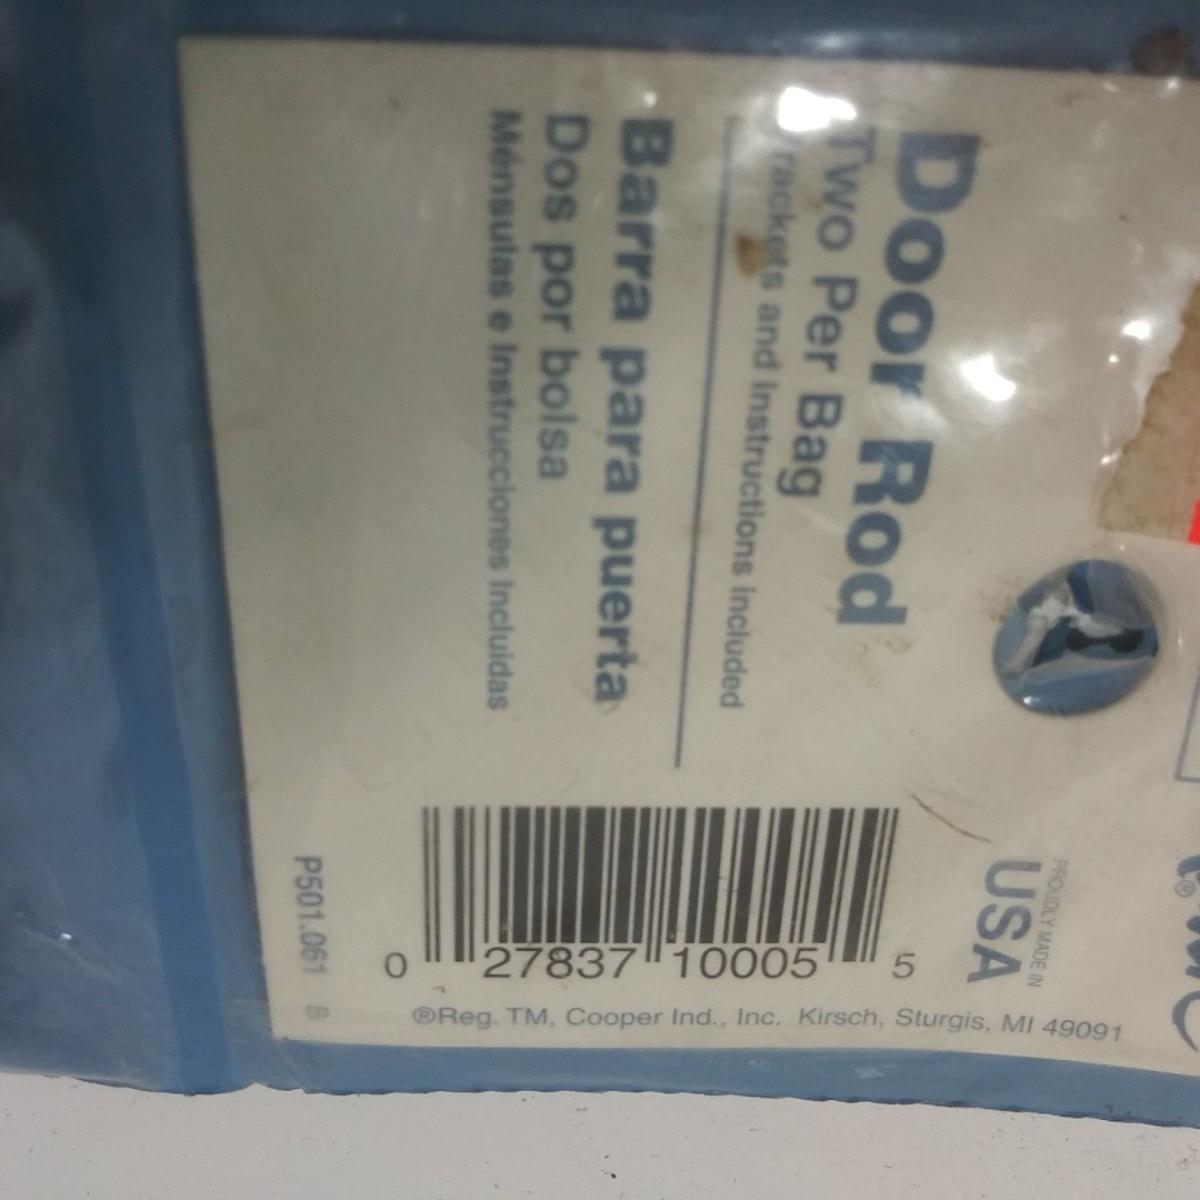 Door Rod
Two Per Bag
and Instructions Included
Barra para puerta
Dos por bolsa
Ménsulas e Instrucciones Incluidas
PROUDLY MADE IN
USA
0 27837 10005 5
®Reg. TM, Cooper Ind., Inc. Kirsch, Sturgis, MI 49091
P501.061 B